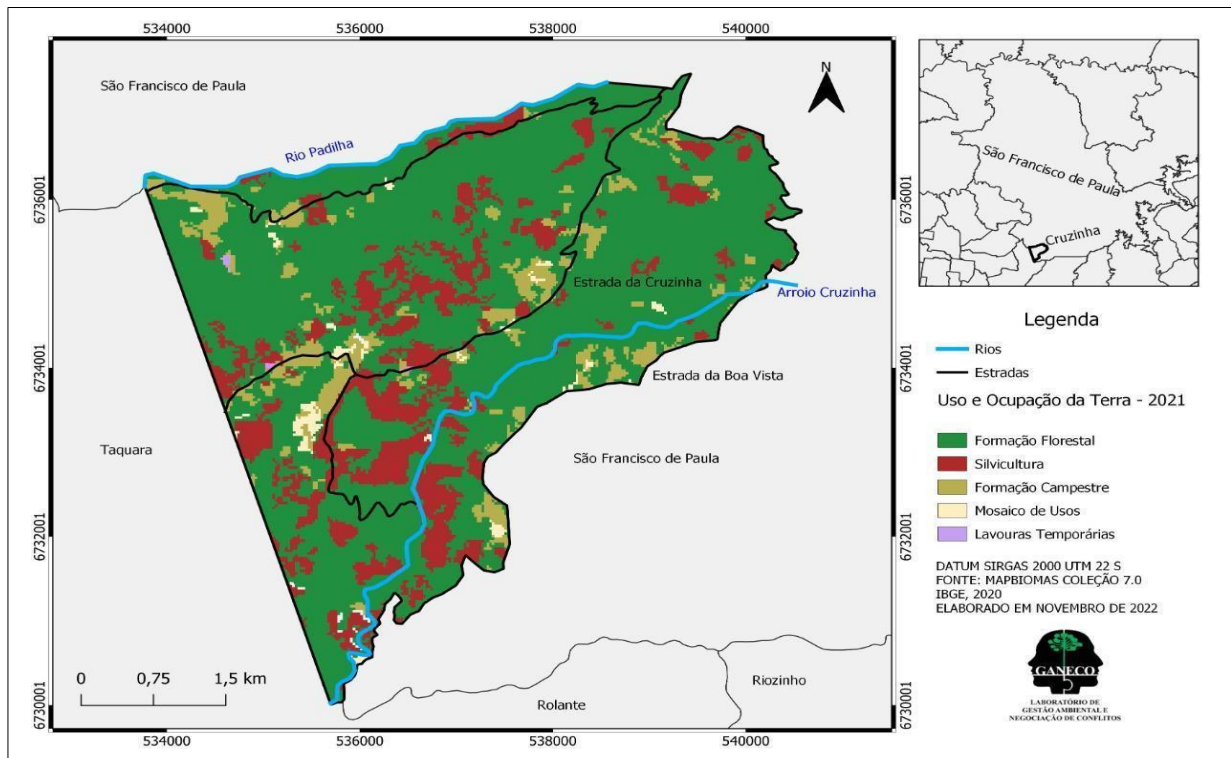 534000
536000
538000
540000
6736001
6734001
6732001
6730001
São Francisco de Paula
Rio Padilha
N
Estrada da Cruzinha
Arroio Cruzinha
Estrada da Boa Vista
Taquara
São Francisco de Paula
Riozinho
Rolante
0 0,75 1,5 km
6736001
6734001
6732001
6730001
534000
536000
538000
540000
São Francisco de Paula
Cruzinha
Legenda
Rios
Estradas
Uso e Ocupação da Terra - 2021
Formação Florestal
Silvicultura
Formação Campestre
Mosaico de Usos
Lavouras Temporárias
DATUM SIRGAS 2000 UTM 22 S
FONTE: MAPBIOMAS COLEÇÃO 7.0
IBGE, 2020
ELABORADO EM NOVEMBRO DE 2022
GANECO
LABORATÓRIO DE
GESTÃO AMBIENTAL E
NEGOCIAÇÃO DE CONFLITOS